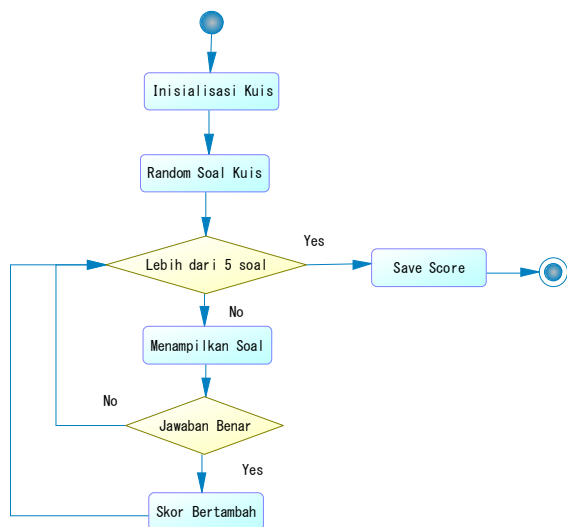 Inisialisasi Kuis
Random Soal Kuis
Yes
Lebih dari 5 soal
Save Score
No
Menampilkan Soal
No
Jawaban Benar
Yes
Skor Bertambah